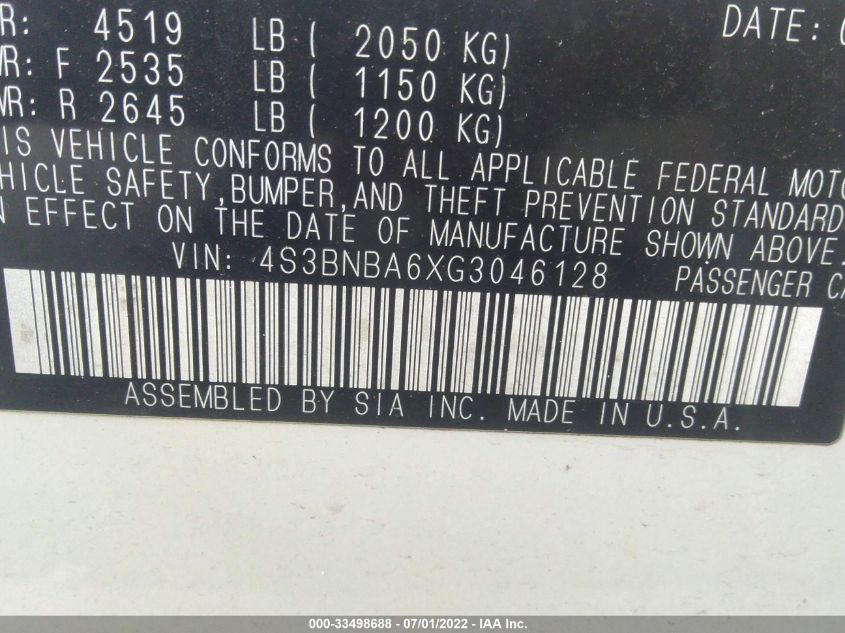 R: 4519 LB ( 2050 KG)
WR: F 2535 LB ( 1150 KG)
WR: R 2645 LB ( 1200 KG)
DATE: 0
IS VEHICLE CONFORMS TO ALL APPLICABLE FEDERAL MOTO
HICLE SAFETY,BUMPER,AND THEFT PREVENTION STANDARD
N EFFECT ON THE DATE OF MANUFACTURE SHOWN ABOVE.
VIN: 4S3BNBA6XG3046128 PASSENGER CA
ASSEMBLED BY SIA INC. MADE IN U.S.A.
000-33498688 - 07/01/2022 - IAA Inc.